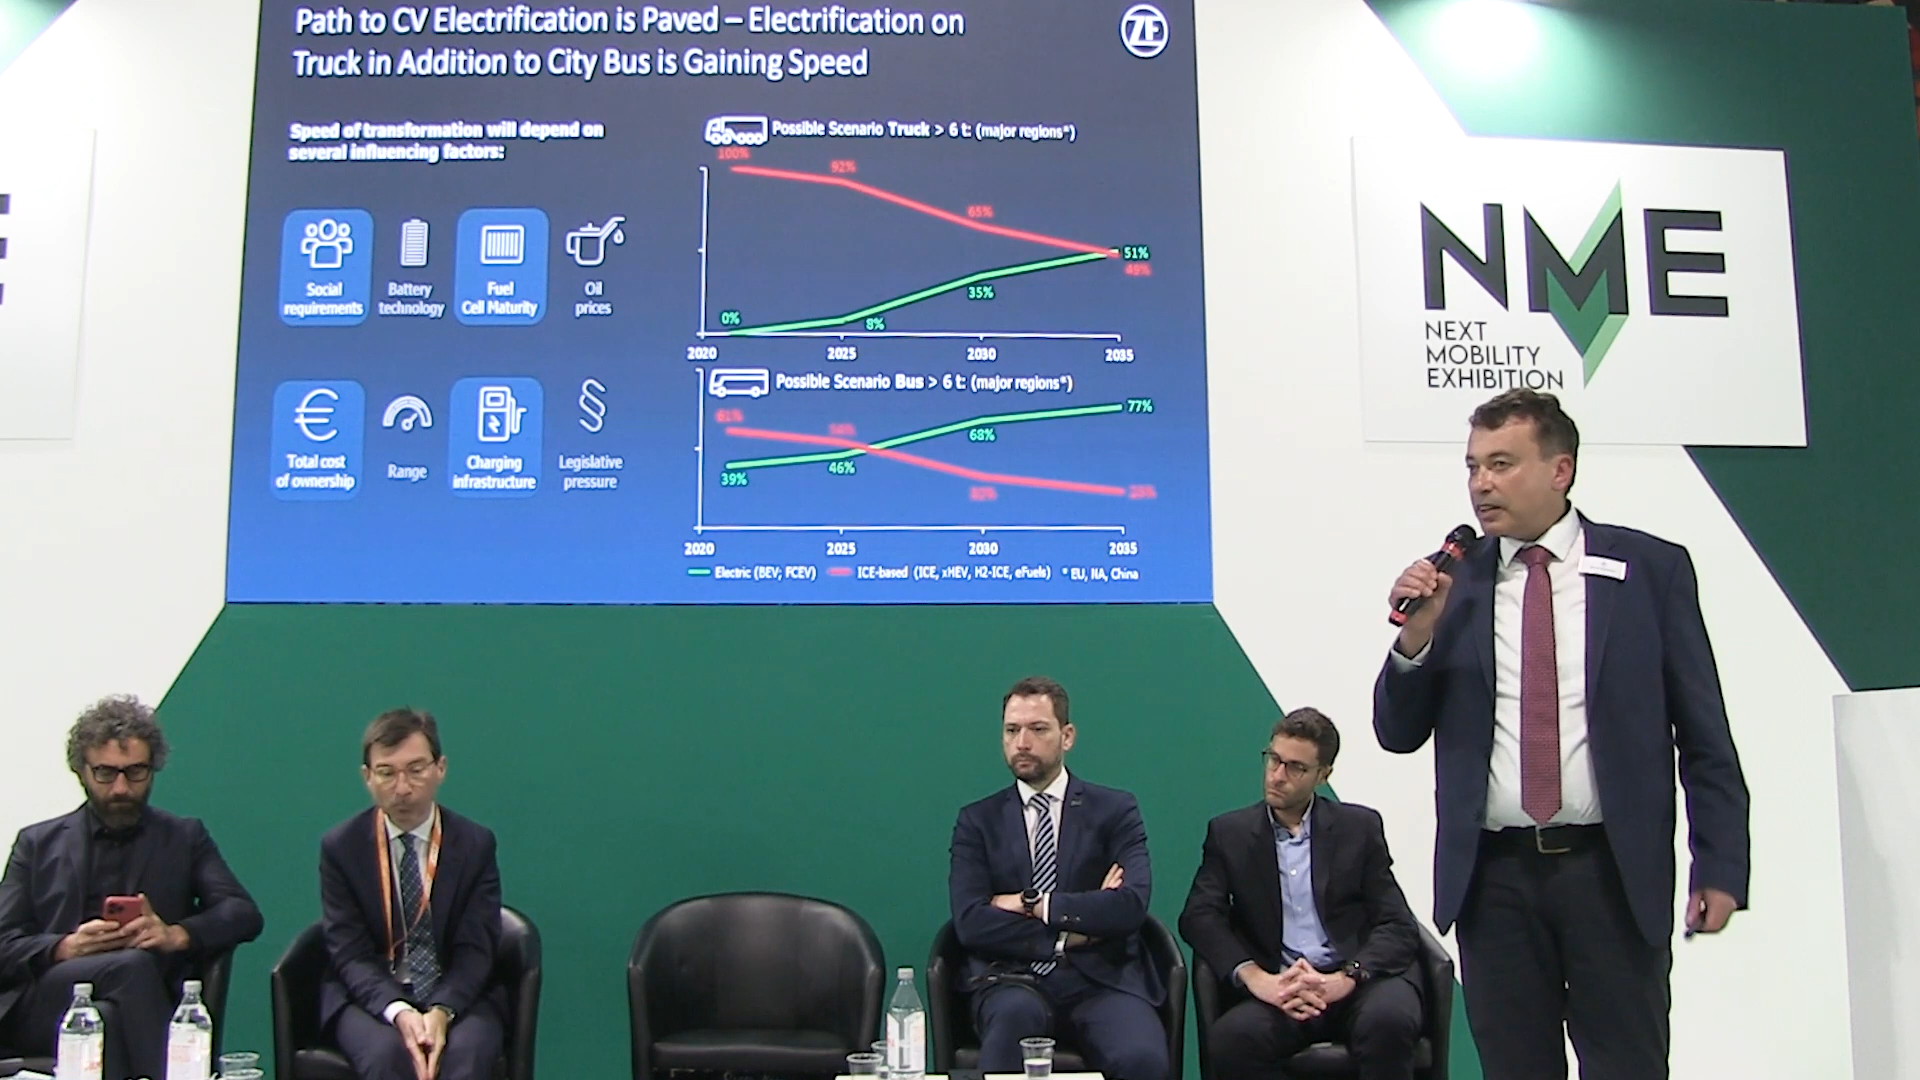 Path to CV Electrification is Paved – Electrification on
Truck in Addition to City Bus is Gaining Speed
ZF
Speed of transformation will depend on
several influencing factors:
Social
requirements
Battery
technology
Fuel
Cell Maturity
Oil
prices
€
Total cost
of ownership
Range
Charging
infrastructure
§
Legislative
pressure
Possible Scenario Truck > 6 t: (major regions*)
100%
92%
65%
51%
49%
0%
8%
35%
2020
2025
2030
2035
Possible Scenario Bus > 6 t: (major regions*)
61%
77%
39%
46%
68%
2020
2025
2030
2035
Electric (BEV; FCEV)
ICE-based (ICE, xHEV, H2-ICE, eFuels)
* EU, NA, China
NME
NEXT
MOBILITY
EXHIBITION